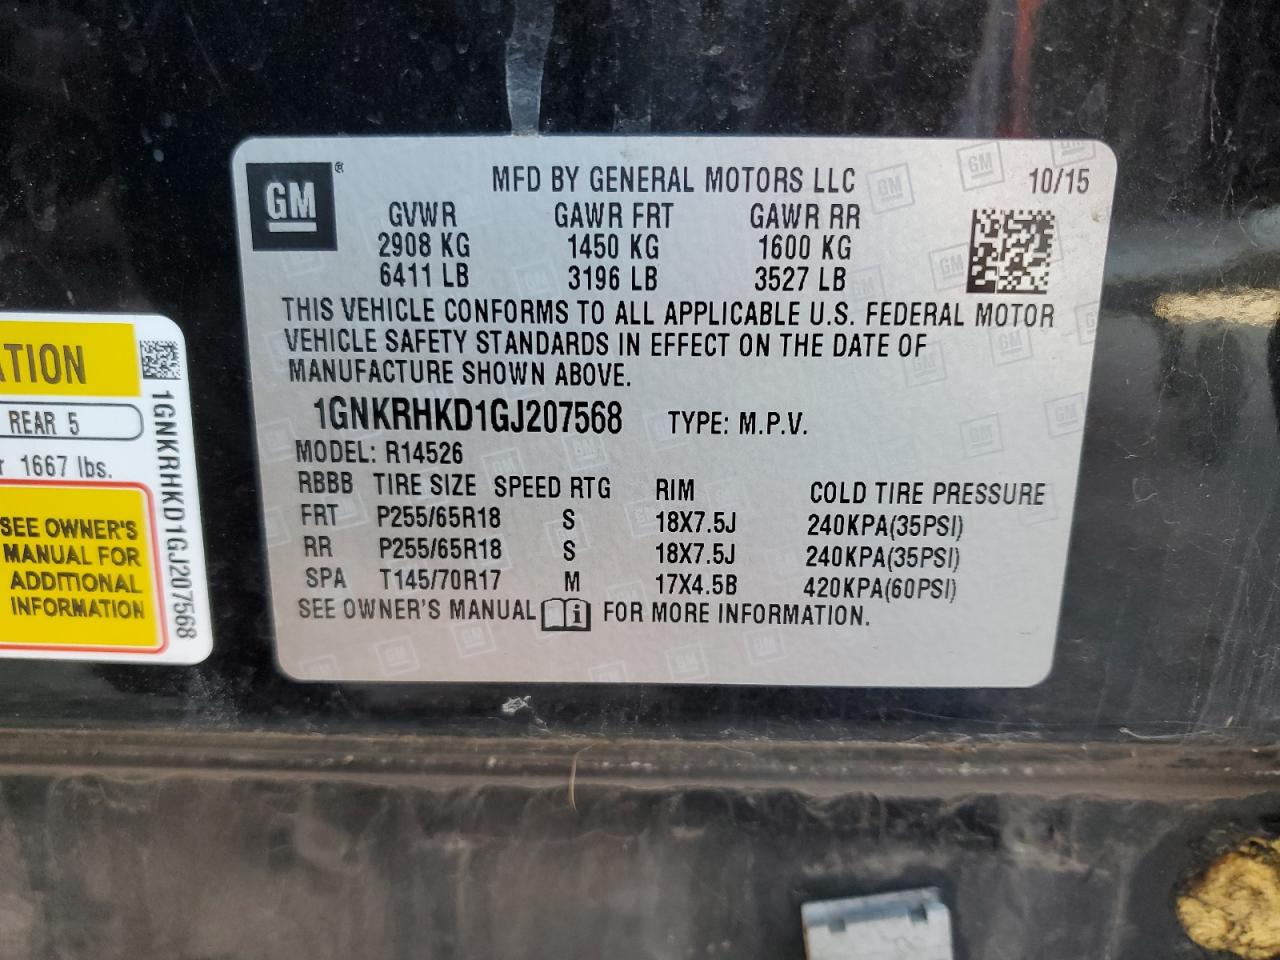 GM ®
MFD BY GENERAL MOTORS LLC 10/15
GVWR GAWR FRT GAWR RR
2908 KG 1450 KG 1600 KG
6411 LB 3196 LB 3527 LB
THIS VEHICLE CONFORMS TO ALL APPLICABLE U.S. FEDERAL MOTOR
VEHICLE SAFETY STANDARDS IN EFFECT ON THE DATE OF
MANUFACTURE SHOWN ABOVE.
1GNKRHKD1GJ207568 TYPE: M.P.V.
MODEL: R14526
RBBB TIRE SIZE SPEED RTG RIM COLD TIRE PRESSURE
FRT P255/65R18 S 18X7.5J 240KPA(35PSI)
RR P255/65R18 S 18X7.5J 240KPA(35PSI)
SPA T145/70R17 M 17X4.5B 420KPA(60PSI)
SEE OWNER'S MANUAL i FOR MORE INFORMATION.
REAR 5
1667 lbs.
SEE OWNER'S
MANUAL FOR
ADDITIONAL
INFORMATION
1GNKRHKD1GJ207568